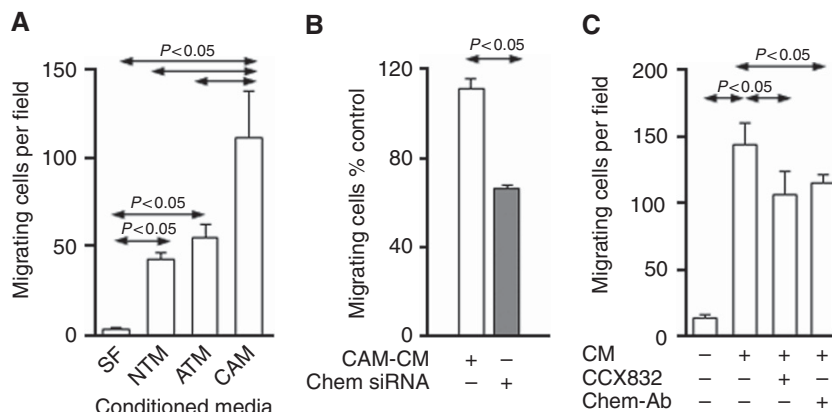 A
Migrating cells per field
150
100
50
0
P<0.05
P<0.05
P<0.05
SF
NTM
ATM
CAM
Conditioned media
B
Migrating cells % control
120
80
40
0
P<0.05
CAM-CM + –
Chem siRNA – +
C
Migrating cells per field
200
150
100
50
0
P<0.05
P<0.05
CM – + + +
CCX832 – – + –
Chem-Ab – – – +